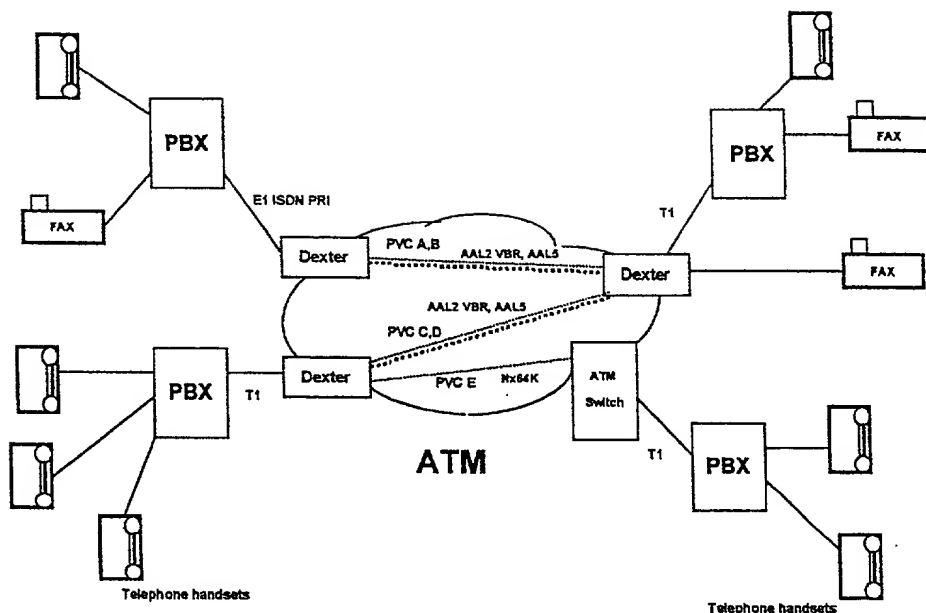 PBX
FAX
E1 ISDN PRI
PBX
FAX
T1
PVC A,B
AAL2 VBR, AAL5
Dexter
Dexter
FAX
AAL2 VBR, AAL5
PVC C,D
PBX
T1
Dexter
PVC E
Nx64K
ATM
Switch
ATM
T1
PBX
Telephone handsets
Telephone handsets